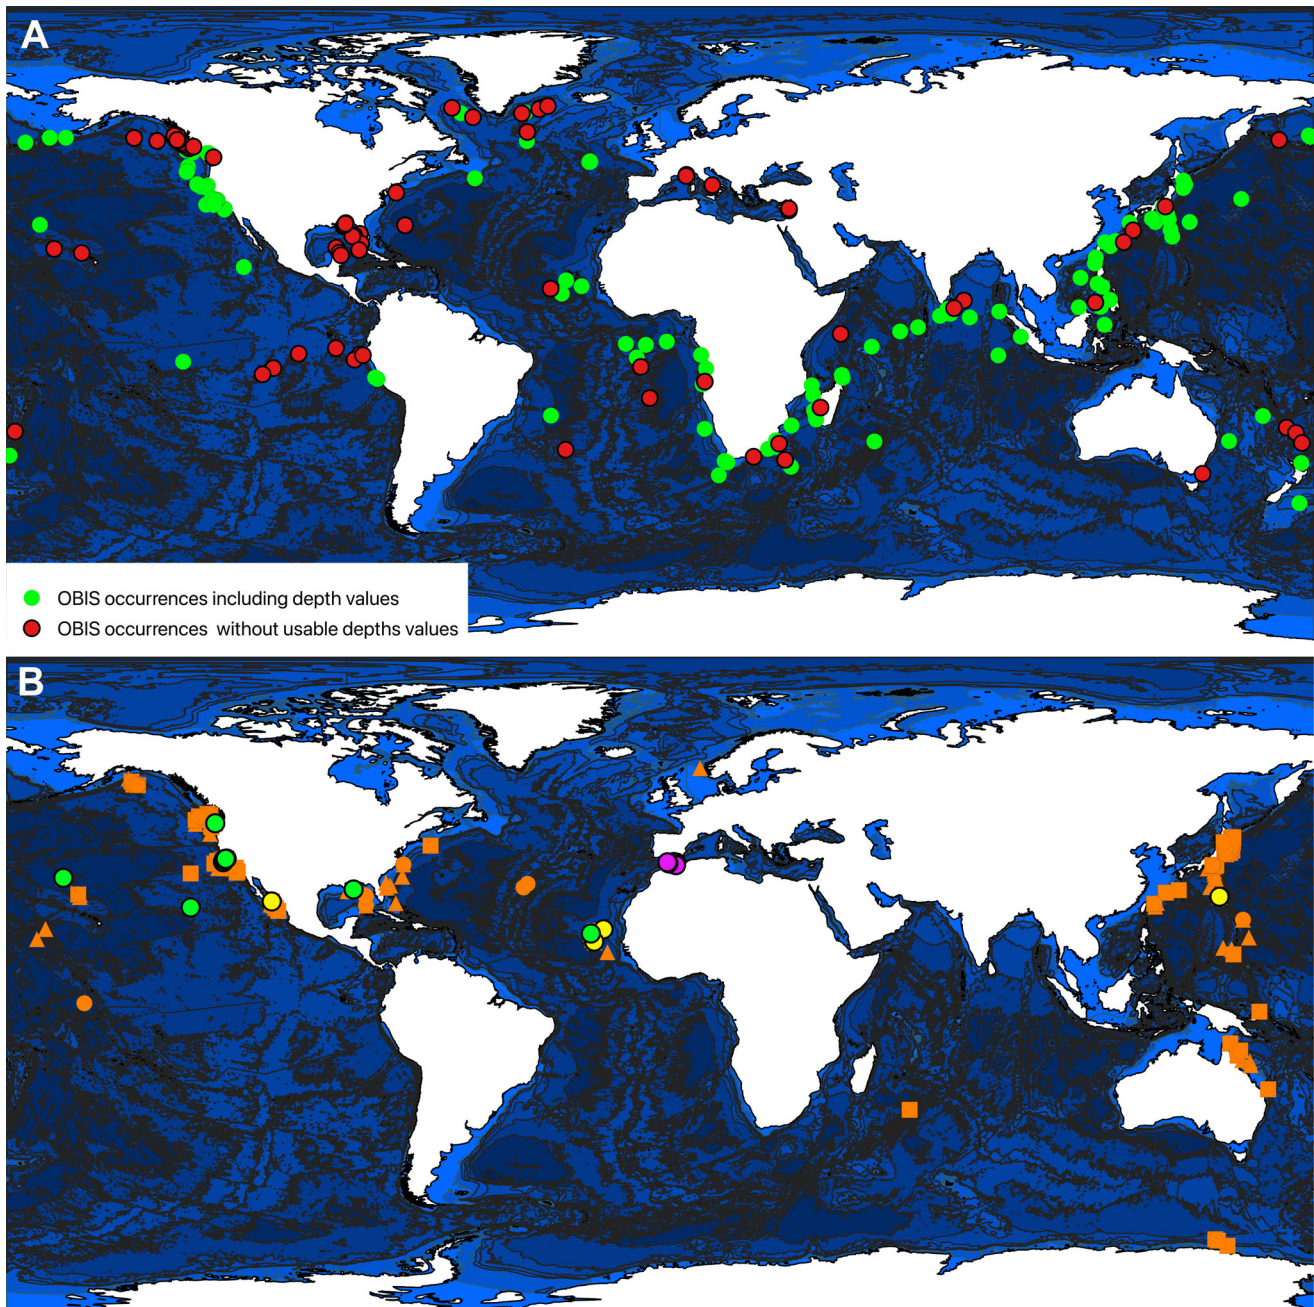 A
OBIS occurrences including depth values
OBIS occurrences without usable depths values
B